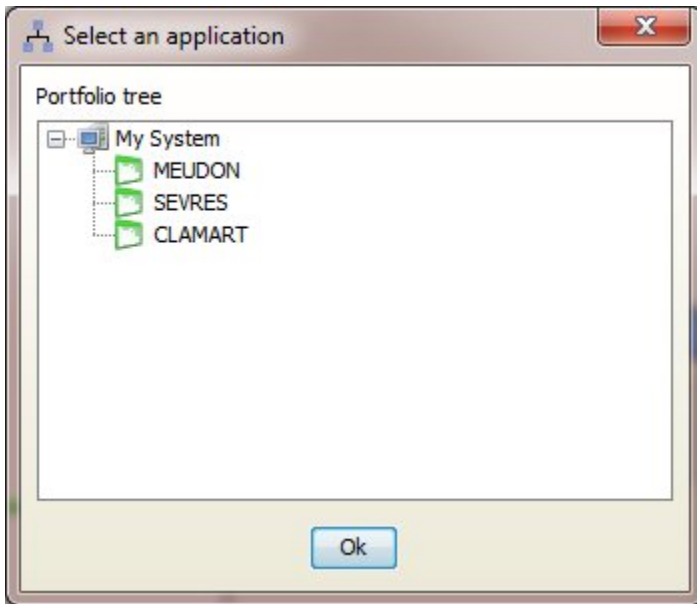 Select an application
Portfolio tree
My System
MEUDON
SEVRES
CLAMART
Ok